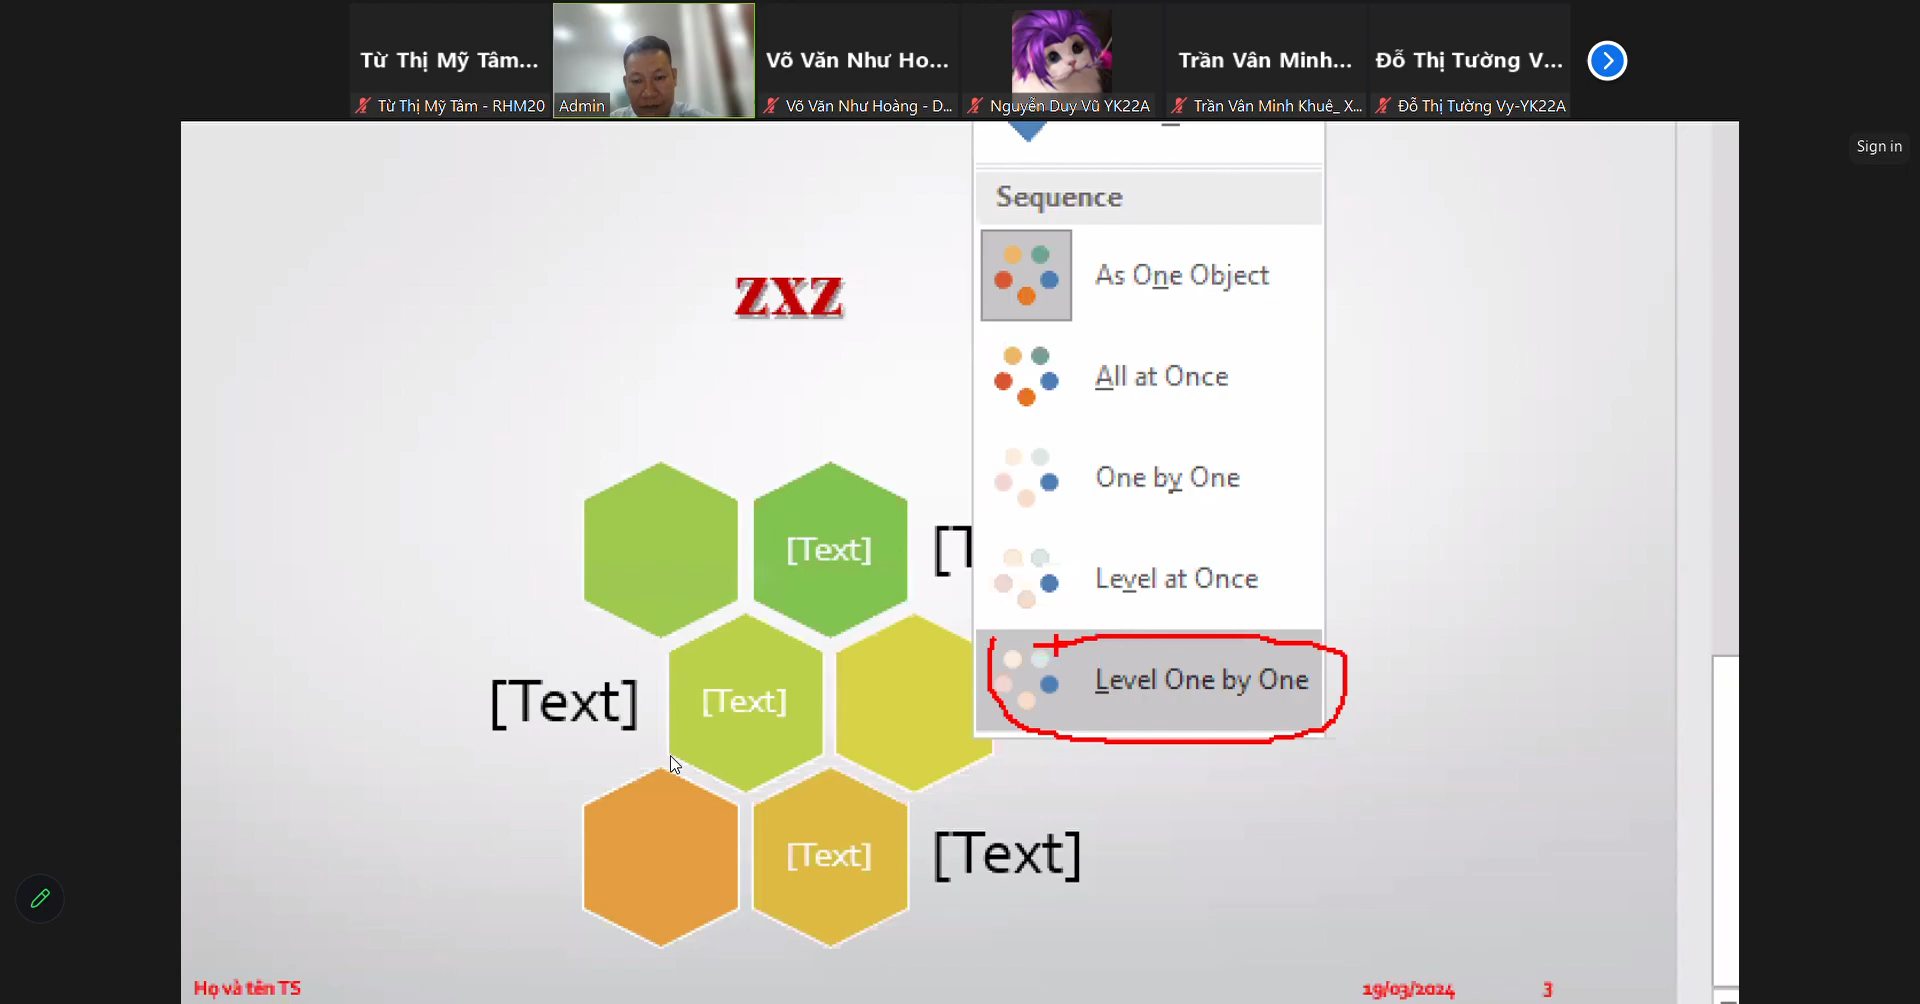 Từ Thị Mỹ Tâm...
Từ Thị Mỹ Tâm - RHM20
Admin
Võ Văn Như Ho...
Võ Văn Như Hoàng - D...
Nguyễn Duy Vũ YK22A
Trần Vân Minh...
Trần Vân Minh Khuê_ X...
Đỗ Thị Tường V...
Đỗ Thị Tường Vy-YK22A
Sign in
Sequence
As One Object
All at Once
One by One
Level at Once
Level One by One
zxz
[Text]
[T
[Text]
[Text]
[Text]
[Text]
Họ và tên TS
19/03/2024
3